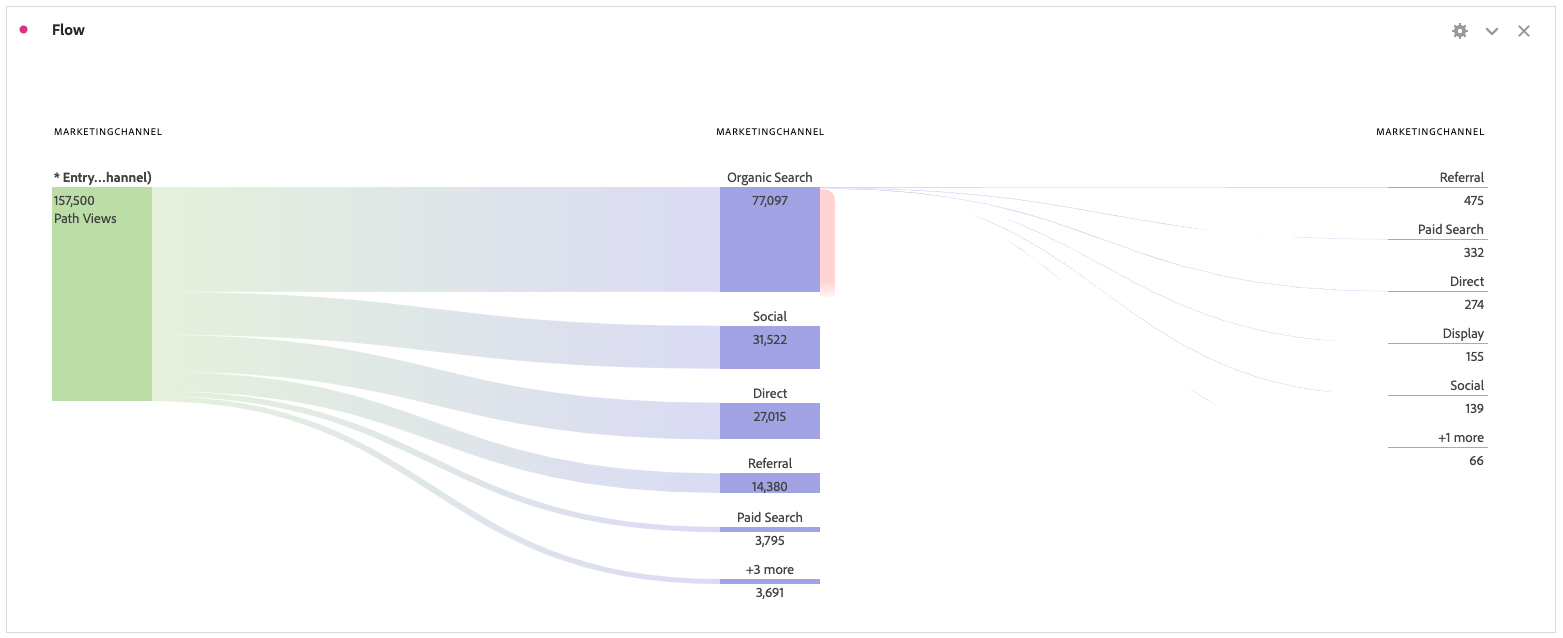 Flow
MARKETINGCHANNEL
MARKETINGCHANNEL
MARKETINGCHANNEL
* Entry...hannel)
157,500
Path Views
Organic Search
77,097
Social
31,522
Direct
27,015
Referral
14,380
Paid Search
3,795
+3 more
3,691
Referral
475
Paid Search
332
Direct
274
Display
155
Social
139
+1 more
66